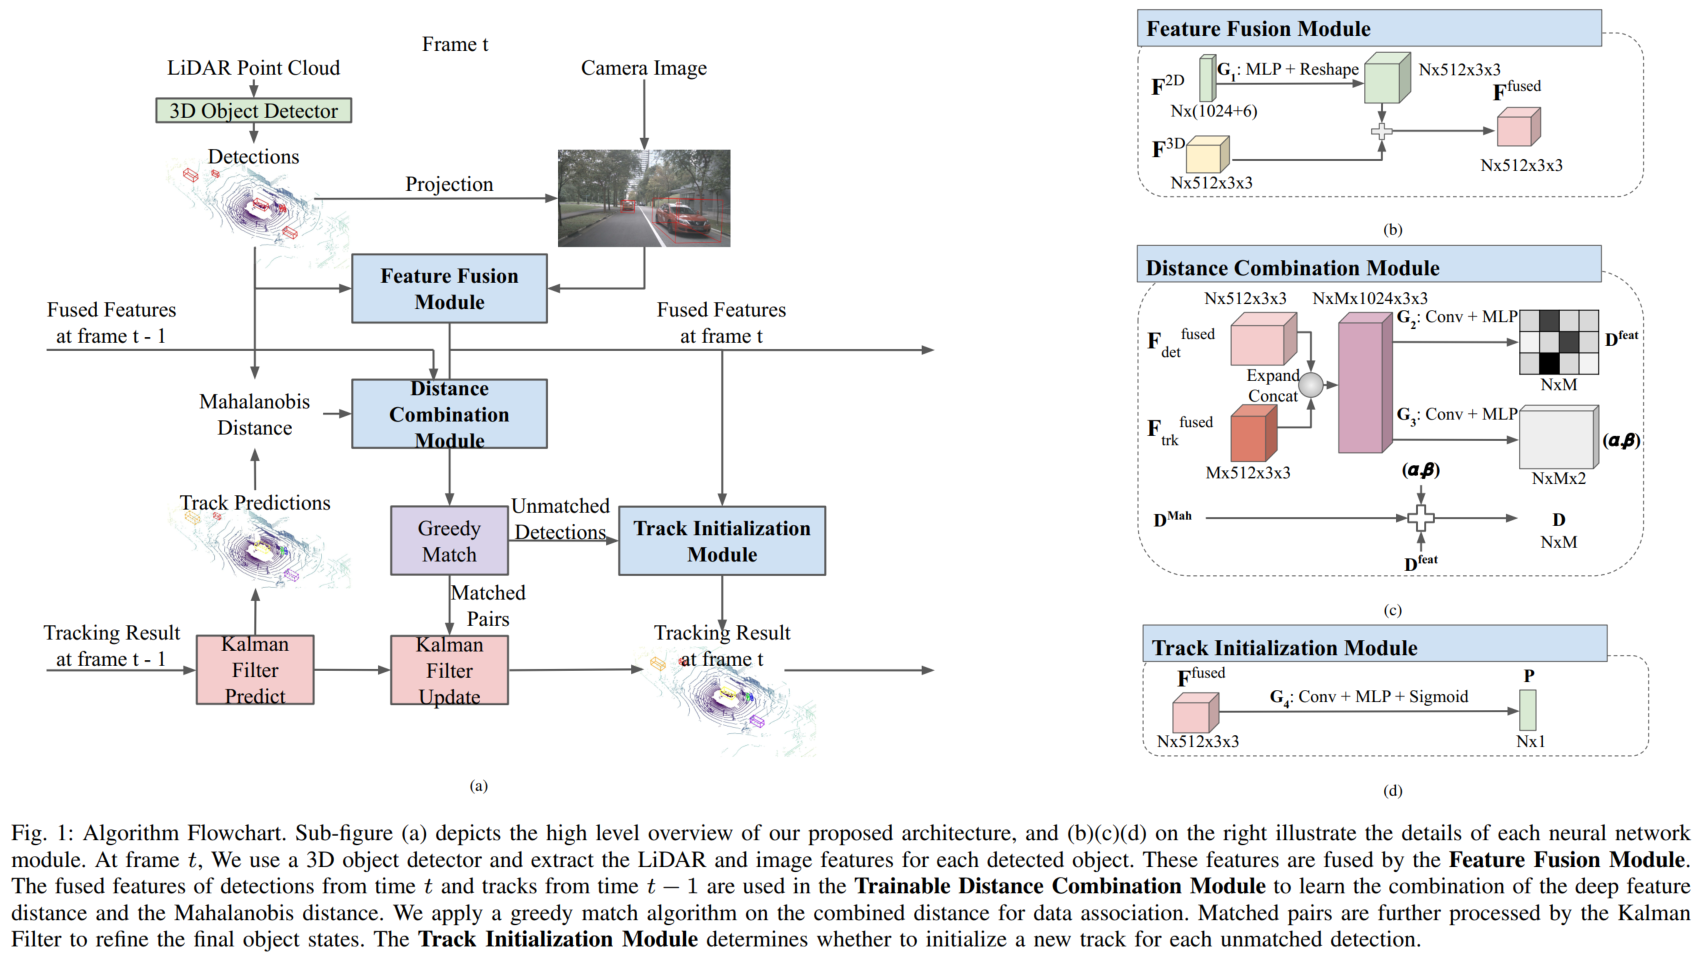 Frame t
LiDAR Point Cloud
Camera Image
3D Object Detector
Detections
Projection
Feature Fusion
Module
Fused Features
at frame t - 1
Fused Features
at frame t
Mahalanobis
Distance
Distance
Combination
Module
Track Predictions
Greedy
Match
Unmatched
Detections
Track Initialization
Module
Matched
Pairs
Tracking Result
at frame t - 1
Kalman
Filter
Predict
Kalman
Filter
Update
Tracking Result
at frame t
(a)
Feature Fusion Module
F^2D
G_1: MLP + Reshape
Nx512x3x3
Nx(1024+6)
F^fused
F^3D
Nx512x3x3
Nx512x3x3
(b)
Distance Combination Module
Nx512x3x3
NxMx1024x3x3
G_2: Conv + MLP
F_det^fused
D^feat
Expand
Concat
NxM
G_3: Conv + MLP
F_trk^fused
(α,β)
Mx512x3x3
(α,β)
NxMx2
D^Mah
D
NxM
D^feat
(c)
Track Initialization Module
F^fused
P
G_4: Conv + MLP + Sigmoid
Nx512x3x3
Nx1
(d)
Fig. 1: Algorithm Flowchart. Sub-figure (a) depicts the high level overview of our proposed architecture, and (b)(c)(d) on the right illustrate the details of each neural network
module. At frame t, We use a 3D object detector and extract the LiDAR and image features for each detected object. These features are fused by the Feature Fusion Module.
The fused features of detections from time t and tracks from time t − 1 are used in the Trainable Distance Combination Module to learn the combination of the deep feature
distance and the Mahalanobis distance. We apply a greedy match algorithm on the combined distance for data association. Matched pairs are further processed by the Kalman
Filter to refine the final object states. The Track Initialization Module determines whether to initialize a new track for each unmatched detection.